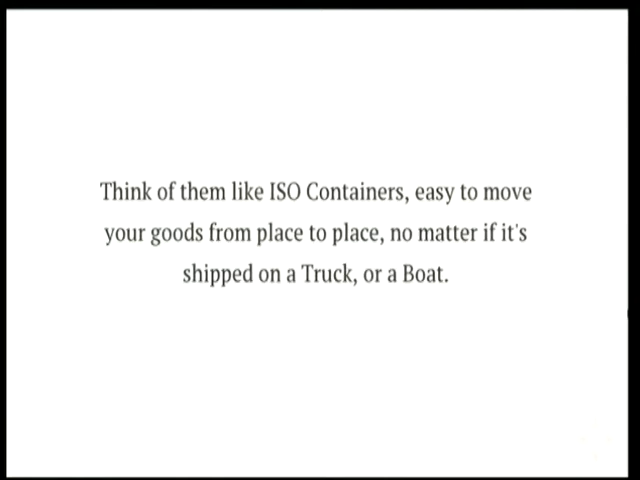 Think of them like ISO Containers, easy to move
your goods from place to place, no matter if it's
shipped on a Truck, or a Boat.